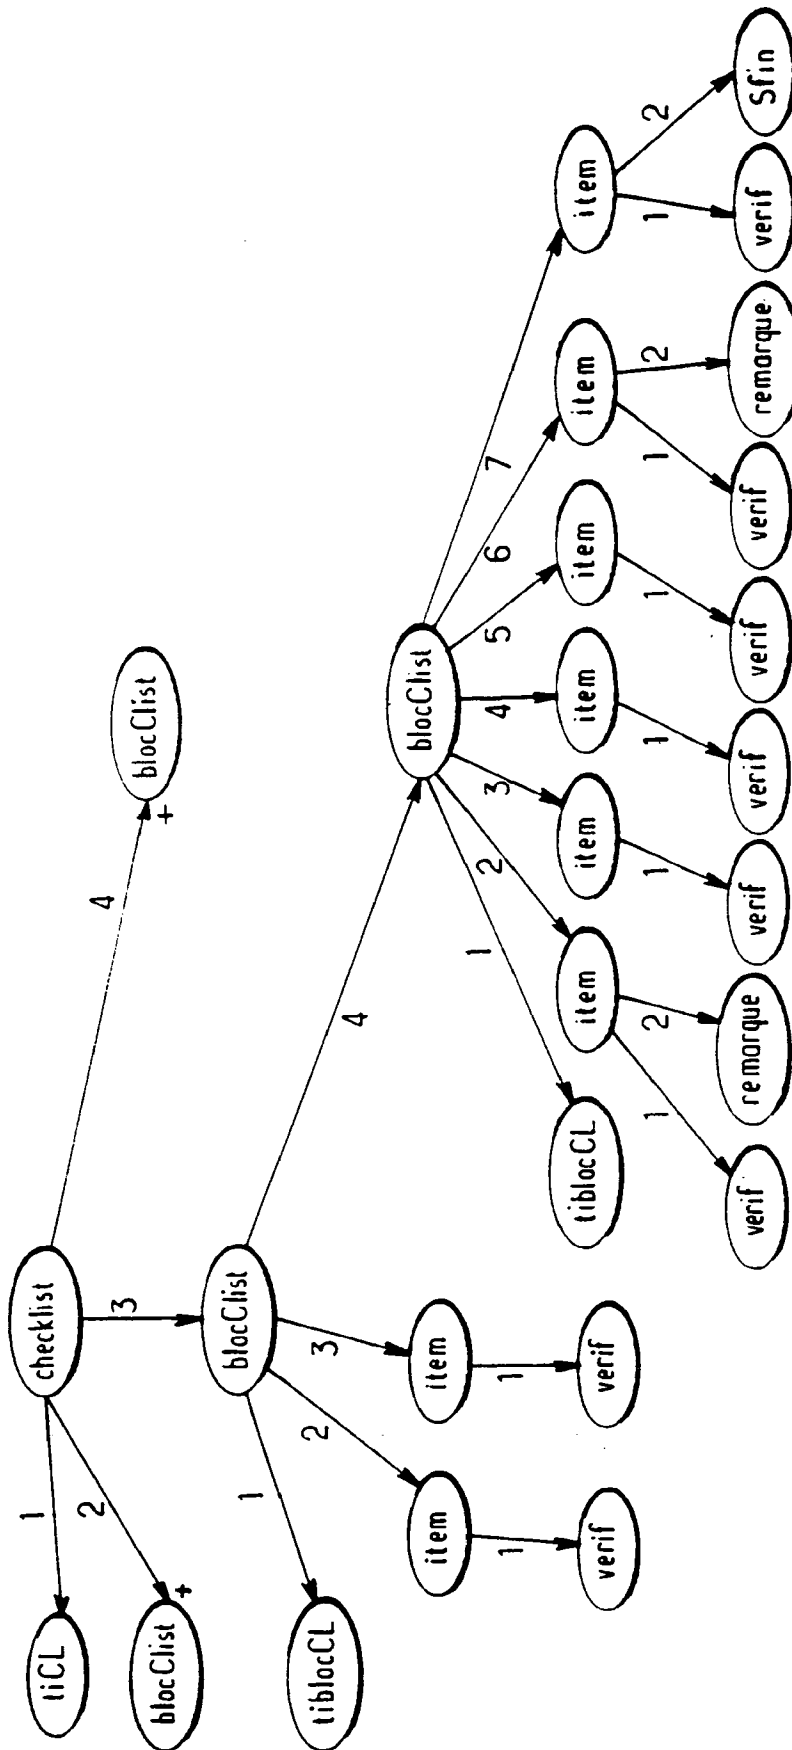 checklist
1
2
3
4
tiCL
blocClist
+
blocClist
blocClist
+
1
2
3
4
tiblocCL
item
item
blocClist
1
1
verif
verif
1
2
3
4
5
6
7
tiblocCL
item
item
item
item
item
item
1
2
1
1
1
1
2
1
2
verif
remarque
verif
verif
verif
verif
remarque
verif
Sfin